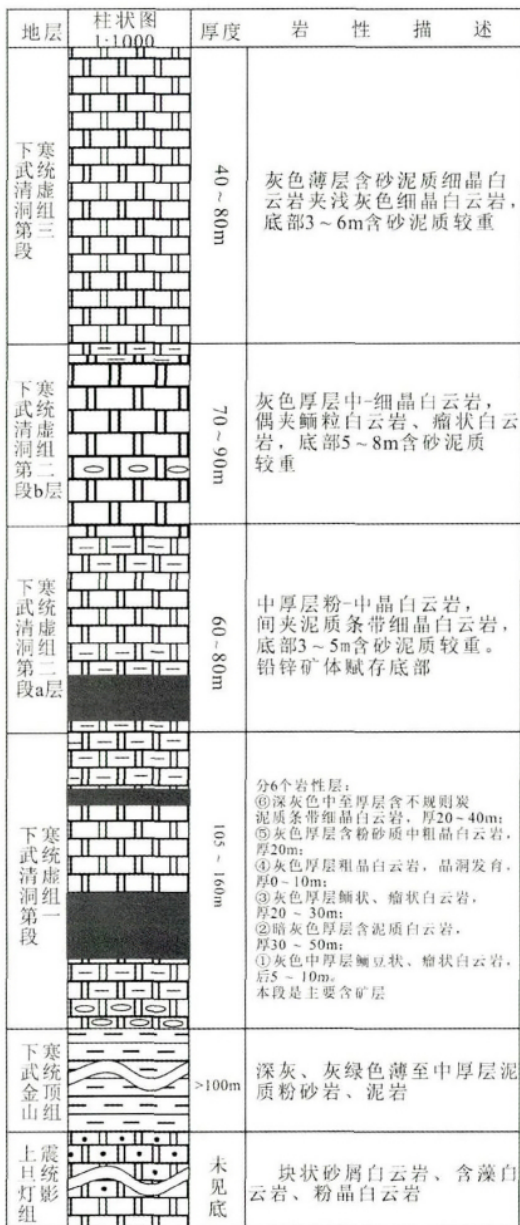 地层 柱状图 1:1000 厚度 岩性描述
下寒
武统
清虚
洞组
第三
段
40~80m
灰色薄层含砂泥质细晶白
云岩夹浅灰色细晶白云岩，
底部3~6m含砂泥质较重
下寒
武统
清虚
洞组
第二
段b层
70~90m
灰色厚层中-细晶白云岩，
偶夹鲕粒白云岩、瘤状白云
岩，底部5~8m含砂泥质
较重
下寒
武统
清虚
洞组
第二
段a层
60~80m
中厚层粉-中晶白云岩，
间夹泥质条带细晶白云岩，
底部3~5m含砂泥质较重。
铅锌矿体赋存底部
下寒
武统
清虚
洞组
第一
段
105~160m
分6个岩性层：
⑥深灰色中至厚层含不规则炭
泥质条带细晶白云岩，厚20~40m；
⑤灰色厚层含粉砂质中粗晶白云岩，
厚20m；
④灰色厚层粗晶白云岩，晶洞发育，
厚0~10m；
③灰色厚层鲕状、瘤状白云岩，
厚20~30m；
②暗灰色厚层含泥质白云岩，
厚30~50m；
①灰色中厚层鲕豆状、瘤状白云岩，
后5~10m。
本段是主要含矿层
下寒
武统
金顶
山组
>100m
深灰、灰绿色薄至中厚层泥
质粉砂岩、泥岩
上震
旦统
灯影
组
未见底
块状砂屑白云岩、含藻白
云岩、粉晶白云岩